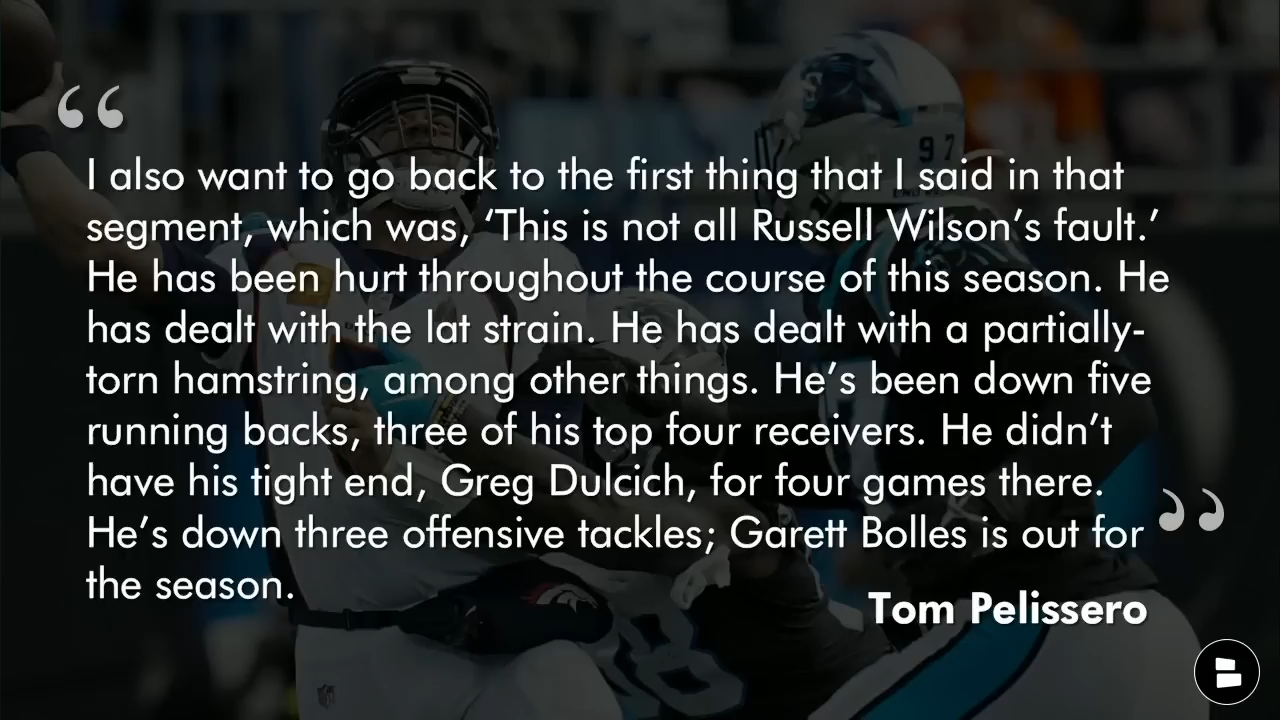 “
I also want to go back to the first thing that I said in that
segment, which was, ‘This is not all Russell Wilson’s fault.’
He has been hurt throughout the course of this season. He
has dealt with the lat strain. He has dealt with a partially-
torn hamstring, among other things. He’s been down five
running backs, three of his top four receivers. He didn’t
have his tight end, Greg Dulcich, for four games there.
He’s down three offensive tackles; Garett Bolles is out for
the season.
”
Tom Pelissero
97
98